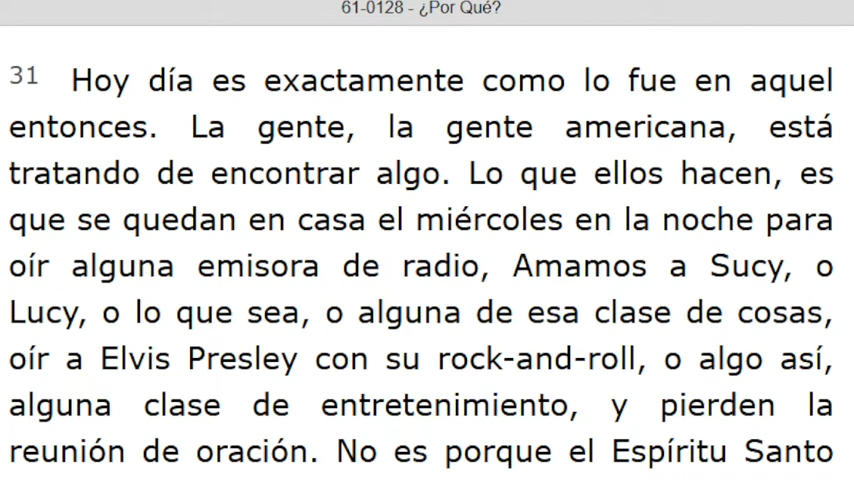 61-0128 - ¿Por Qué?
31 Hoy día es exactamente como lo fue en aquel
entonces. La gente, la gente americana, está
tratando de encontrar algo. Lo que ellos hacen, es
que se quedan en casa el miércoles en la noche para
oír alguna emisora de radio, Amamos a Sucy, o
Lucy, o lo que sea, o alguna de esa clase de cosas,
oír a Elvis Presley con su rock-and-roll, o algo así,
alguna clase de entretenimiento, y pierden la
reunión de oración. No es porque el Espíritu Santo